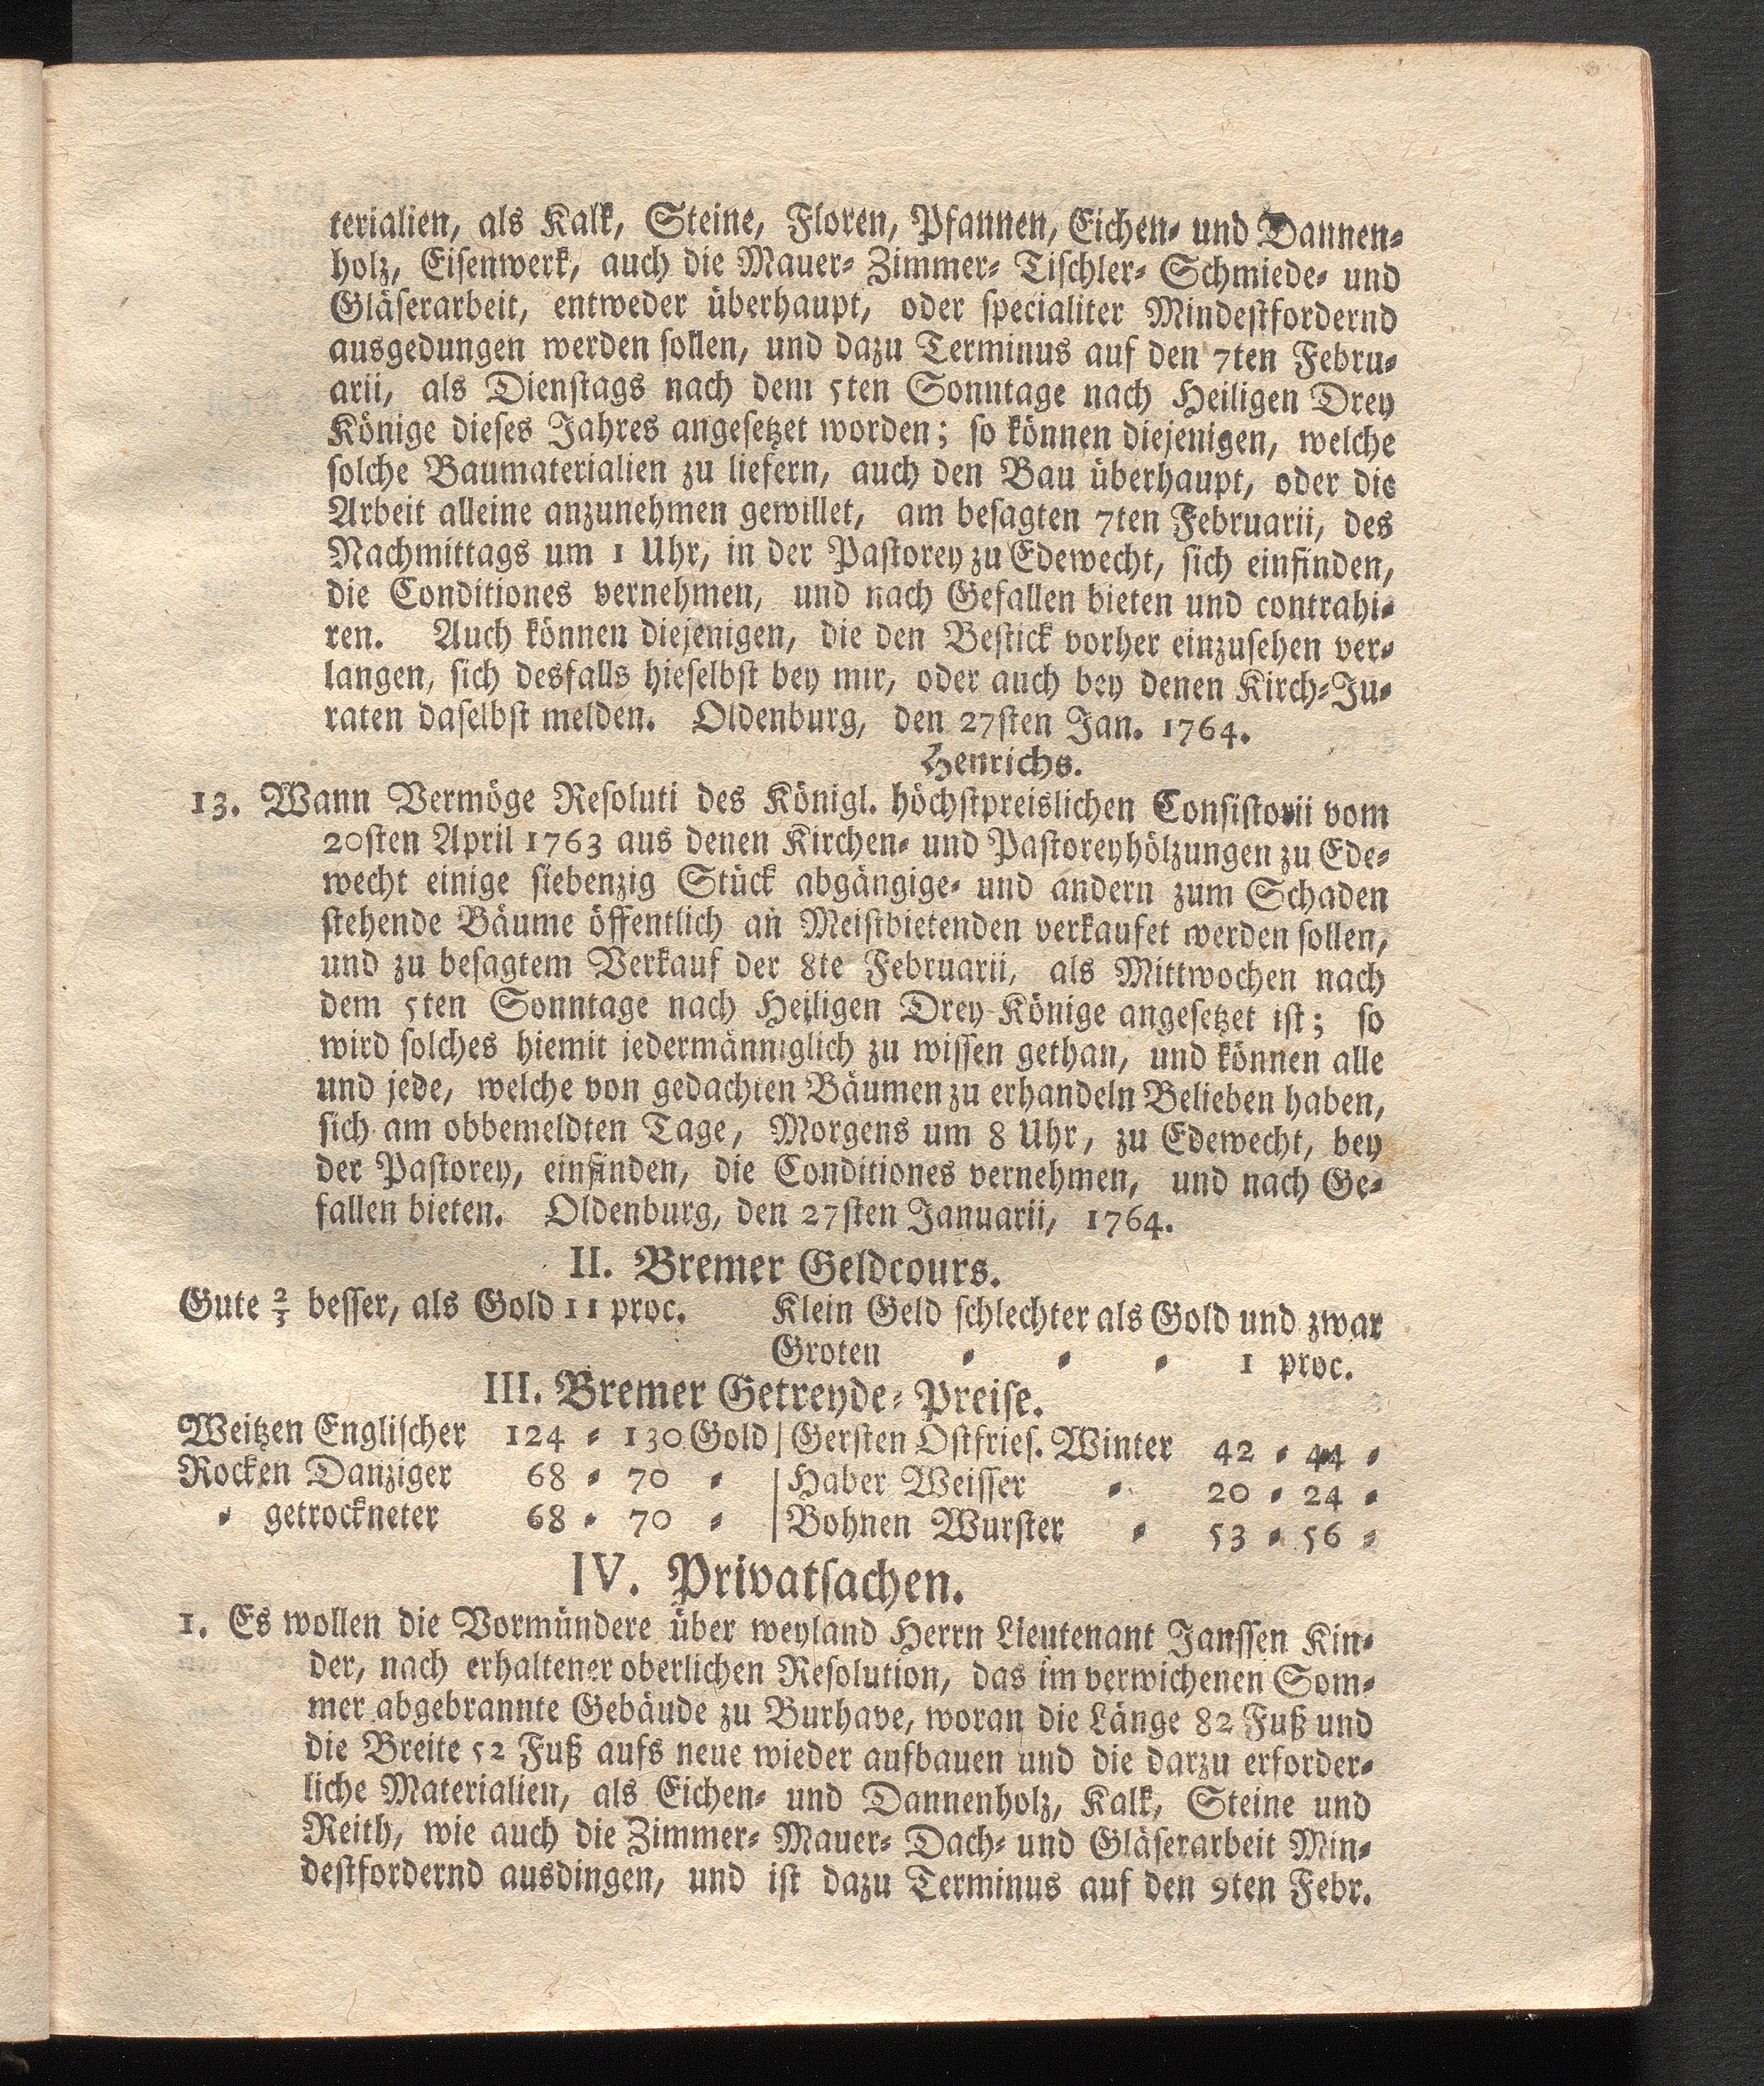 terialien, als Kalk, Steine, Floren, Pfannen, Eichen- und Dannen-
holz, Eisenwerk, auch die Mauer- Zimmer- Tischler- Schmiede- und
Gläserarbeit, entweder überhaupt, oder specialiter Mindestfordernd
ausgedungen werden sollen, und dazu Terminus auf den 7ten Febru-
arii, als Dienstags nach dem 5ten Sonntage nach Heiligen Drey
Könige dieses Jahres angesetzet worden; so können diejenigen, welche
solche Baumaterialien zu liefern, auch den Bau überhaupt, oder die
Arbeit alleine anzunehmen gewillet, am besagten 7ten Februarii, des
Nachmittags um 1 Uhr, in der Pastorey zu Edewecht, sich einfinden,
die Conditiones vernehmen, und nach Gefallen bieten und contrahi-
ren. Auch können diejenigen, die den Bestick vorher einzusehen ver-
langen, sich desfalls hieselbst bey mir, oder auch bey denen Kirch-Ju-
raten daselbst melden. Oldenburg, den 27sten Jan. 1764.
Henrichs.
13. Wann Vermöge Resoluti des Königl. höchstpreislichen Consistorii vom
20sten April 1763 aus denen Kirchen- und Pastoreyhölzungen zu Ede-
wecht einige siebenzig Stück abgängige- und andern zum Schaden
stehende Bäume öffentlich an Meistbietenden verkaufet werden sollen,
und zu besagtem Verkauf der 8te Februarii, als Mittwochen nach
dem 5ten Sonntage nach Heiligen Drey Könige angesetzet ist; so
wird solches hiemit jedermänniglich zu wissen gethan, und können alle
und jede, welche von gedachten Bäumen zu erhandeln Belieben haben,
sich am obbemeldten Tage, Morgens um 8 Uhr, zu Edewecht, bey
der Pastorey, einfinden, die Conditiones vernehmen, und nach Ge-
fallen bieten. Oldenburg, den 27sten Januarii, 1764.
II. Bremer Geldcours.
Gute 2/3 besser, als Gold 11 proc. Klein Geld schlechter als Gold und zwar
Groten - - - 1 proc.
III. Bremer Getreyde-Preise.
Weitzen Englischer 124 - 130 Gold | Gersten Ostfries. Winter 42 - 44 -
Rocken Danziger 68 - 70 - | Haber Weisser - 20 - 24 -
- getrockneter 68 - 70 - | Bohnen Wurster - 53 - 56 -
IV. Privatsachen.
1. Es wollen die Vormündere über weyland Herrn Lieutenant Janssen Kin-
der, nach erhaltener oberlichen Resolution, das im verwichenen Som-
mer abgebrannte Gebäude zu Burhave, woran die Länge 82 Fuß und
die Breite 52 Fuß aufs neue wieder aufbauen und die darzu erforder-
liche Materialien, als Eichen- und Dannenholz, Kalk, Steine und
Reith, wie auch die Zimmer- Mauer- Dach- und Gläserarbeit Min-
destfordernd ausdingen, und ist dazu Terminus auf den 9ten Febr.